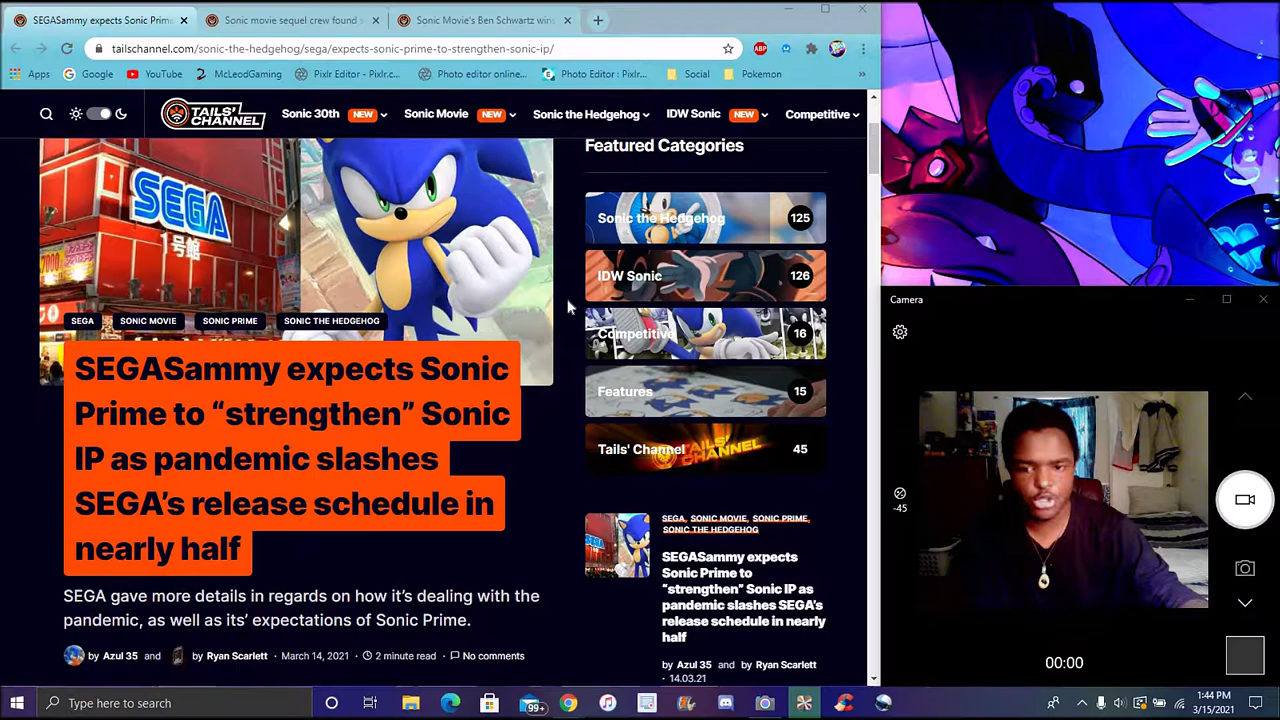 SEGASammy expects Sonic Prime
Sonic movie sequel crew found s
Sonic Movie's Ben Schwartz win
tailschannel.com/sonic-the-hedgehog/sega/expects-sonic-prime-to-strengthen-sonic-ip/
ABP
Apps
Google
YouTube
McLeodGaming
Pixlr Editor - Pixlr.c...
Photo editor online...
Photo Editor : Pixlr...
Social
Pokemon
»
TAILS' CHANNEL
Sonic 30th NEW
Sonic Movie NEW
Sonic the Hedgehog
IDW Sonic NEW
Competitive
SEGA
1号館
SEGA
SONIC MOVIE
SONIC PRIME
SONIC THE HEDGEHOG
SEGASammy expects Sonic
Prime to “strengthen” Sonic
IP as pandemic slashes
SEGA’s release schedule in
nearly half
SEGA gave more details in regards on how it’s dealing with the
pandemic, as well as its’ expectations of Sonic Prime.
by Azul 35 and by Ryan Scarlett March 14, 2021 2 minute read No comments
Featured Categories
Sonic the Hedgehog 125
IDW Sonic 126
Competitive 16
Features 15
Tails' Channel 45
TAILS' CHANNEL
SEGA, SONIC MOVIE, SONIC PRIME,
SONIC THE HEDGEHOG
SEGASammy expects
Sonic Prime to
“strengthen” Sonic IP as
pandemic slashes SEGA’s
release schedule in nearly
half
by Azul 35 and by Ryan Scarlett
- 14.03.21
Camera
-45
00:00
Type here to search
99+
1:44 PM
3/15/2021